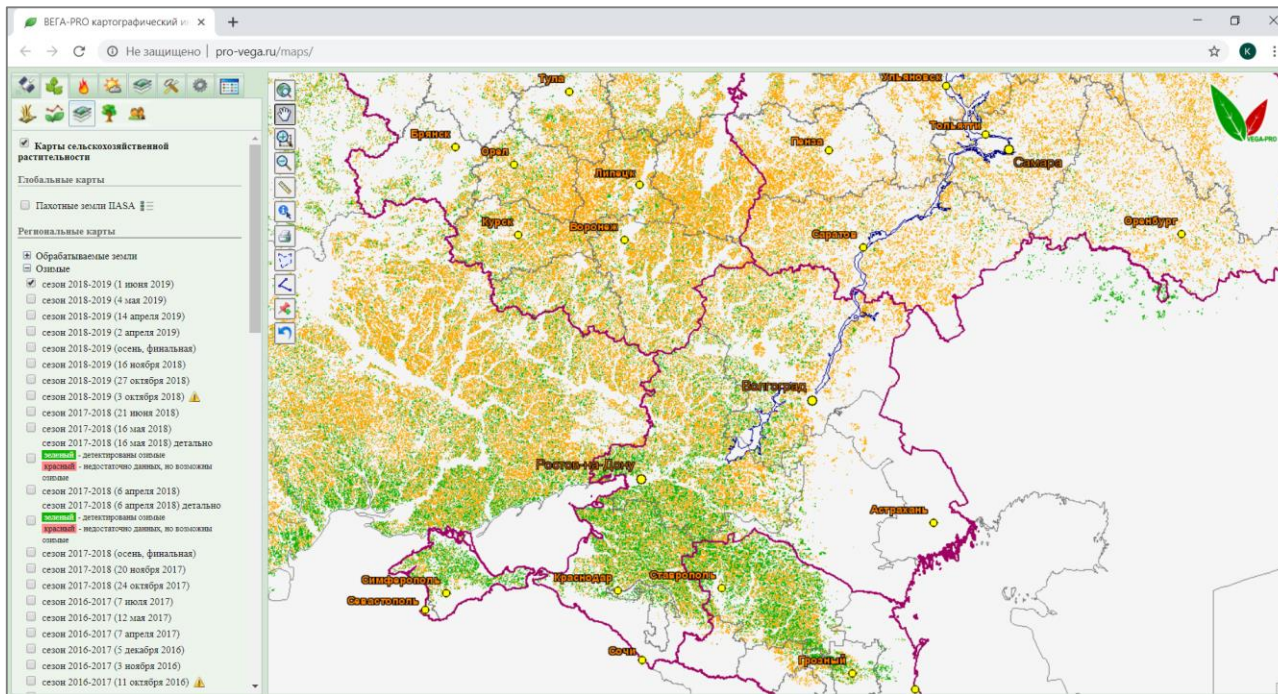 ВЕГА-PRO картографический ин
Не защищено | pro-vega.ru/maps/
К
Карты сельскохозяйственной
растительности
Глобальные карты
Пахотные земли IIASA
Региональные карты
Обрабатываемые земли
Озимые
сезон 2018-2019 (1 июня 2019)
сезон 2018-2019 (4 мая 2019)
сезон 2018-2019 (14 апреля 2019)
сезон 2018-2019 (2 апреля 2019)
сезон 2018-2019 (осень, финальная)
сезон 2018-2019 (16 ноября 2018)
сезон 2018-2019 (27 октября 2018)
сезон 2018-2019 (3 октября 2018)
сезон 2017-2018 (21 июня 2018)
сезон 2017-2018 (16 мая 2018)
сезон 2017-2018 (16 мая 2018) детально
зеленый - детектированы озимые
красный - недостаточно данных, но возможны
озимые
сезон 2017-2018 (6 апреля 2018)
сезон 2017-2018 (6 апреля 2018) детально
зеленый - детектированы озимые
красный - недостаточно данных, но возможны
озимые
сезон 2017-2018 (осень, финальная)
сезон 2017-2018 (20 ноября 2017)
сезон 2017-2018 (24 октября 2017)
сезон 2016-2017 (7 июля 2017)
сезон 2016-2017 (12 мая 2017)
сезон 2016-2017 (7 апреля 2017)
сезон 2016-2017 (5 декабря 2016)
сезон 2016-2017 (3 ноября 2016)
сезон 2016-2017 (11 октября 2016)
Тула
Ульяновск
Тольятти
Самара
Брянск
Орел
Пенза
Липецк
Курск
Воронеж
Саратов
Оренбург
Волгоград
Ростов-на-Дону
Астрахань
Симферополь
Севастополь
Краснодар
Ставрополь
Сочи
Грозный
VEGA-PRO